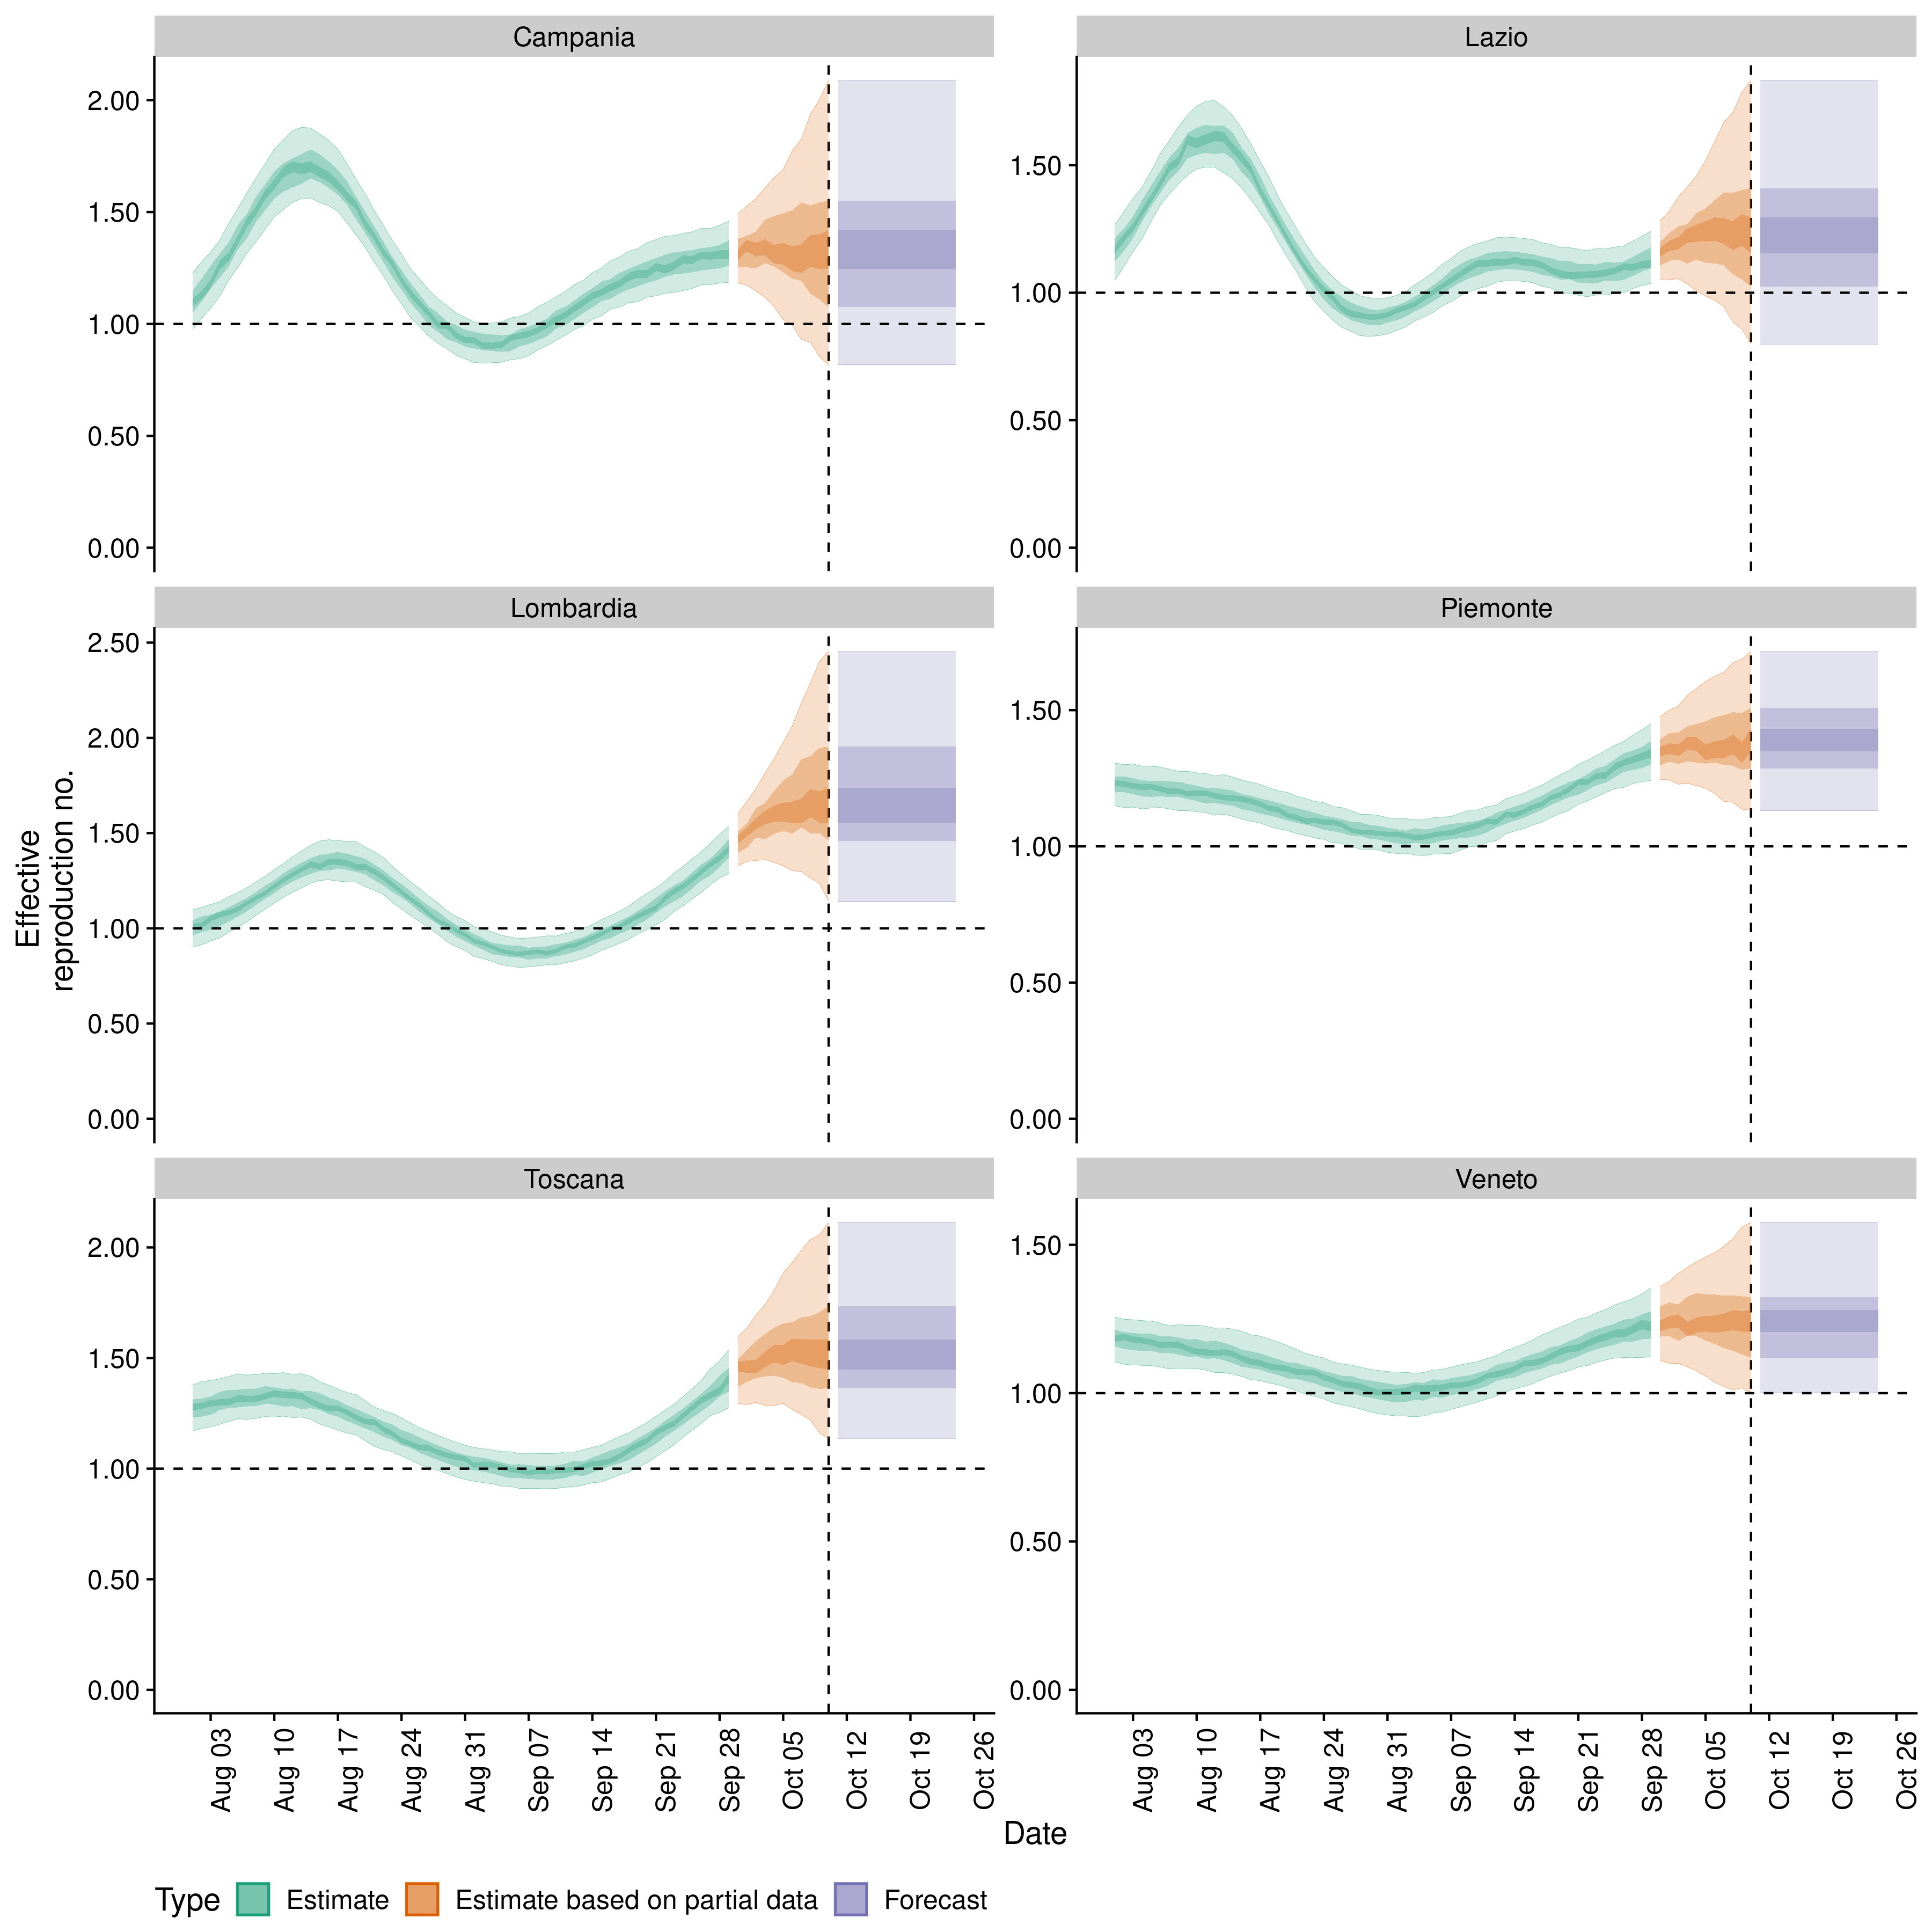 Campania
Lazio
2.00
1.50
1.00
0.50
0.00
1.50
1.00
0.50
0.00
Lombardia
Piemonte
2.50
2.00
1.50
1.00
0.50
0.00
1.50
1.00
0.50
0.00
Effective
reproduction no.
Toscana
Veneto
2.00
1.50
1.00
0.50
0.00
1.50
1.00
0.50
0.00
Aug 03
Aug 10
Aug 17
Aug 24
Aug 31
Sep 07
Sep 14
Sep 21
Sep 28
Oct 05
Oct 12
Oct 19
Oct 26
Aug 03
Aug 10
Aug 17
Aug 24
Aug 31
Sep 07
Sep 14
Sep 21
Sep 28
Oct 05
Oct 12
Oct 19
Oct 26
Date
Type Estimate Estimate based on partial data Forecast